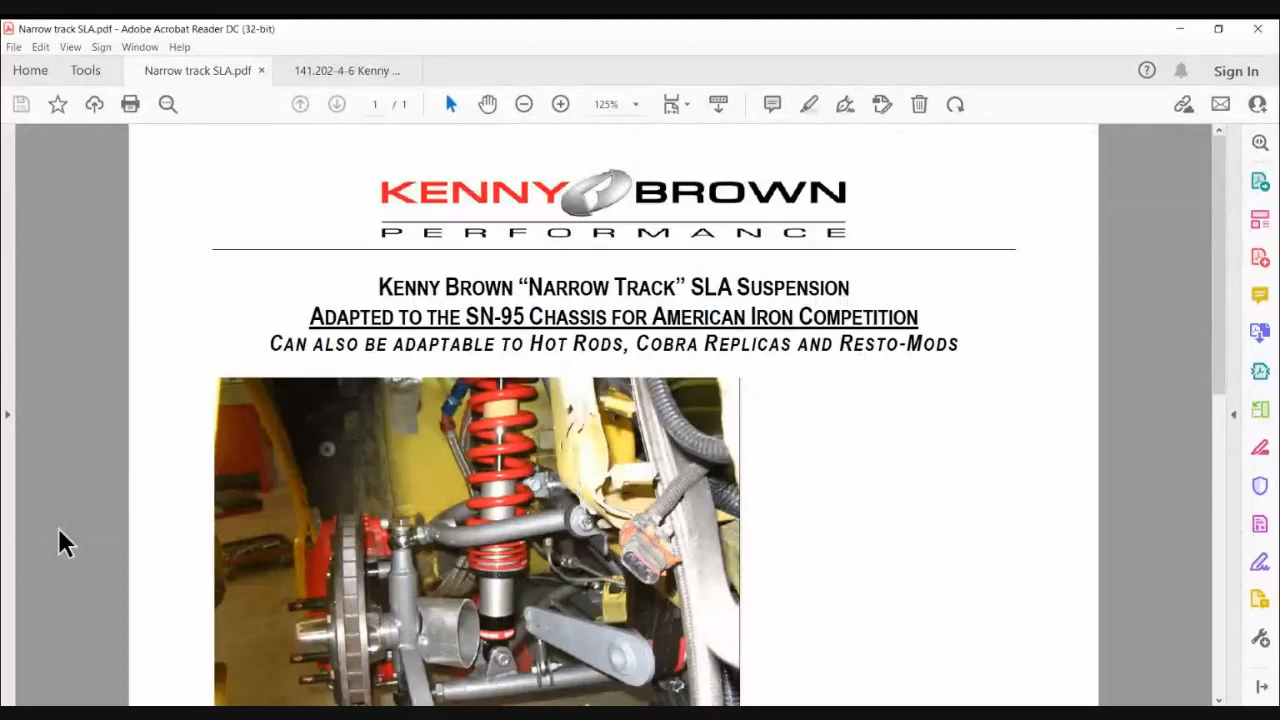 Narrow track SLA.pdf - Adobe Acrobat Reader DC (32-bit)
File Edit View Sign Window Help
Home Tools Narrow track SLA.pdf × 141.202-4-6 Kenny ... Sign In
1 / 1 125%
KENNY BROWN
PERFORMANCE
KENNY BROWN “NARROW TRACK” SLA SUSPENSION
ADAPTED TO THE SN-95 CHASSIS FOR AMERICAN IRON COMPETITION
CAN ALSO BE ADAPTABLE TO HOT RODS, COBRA REPLICAS AND RESTO-MODS